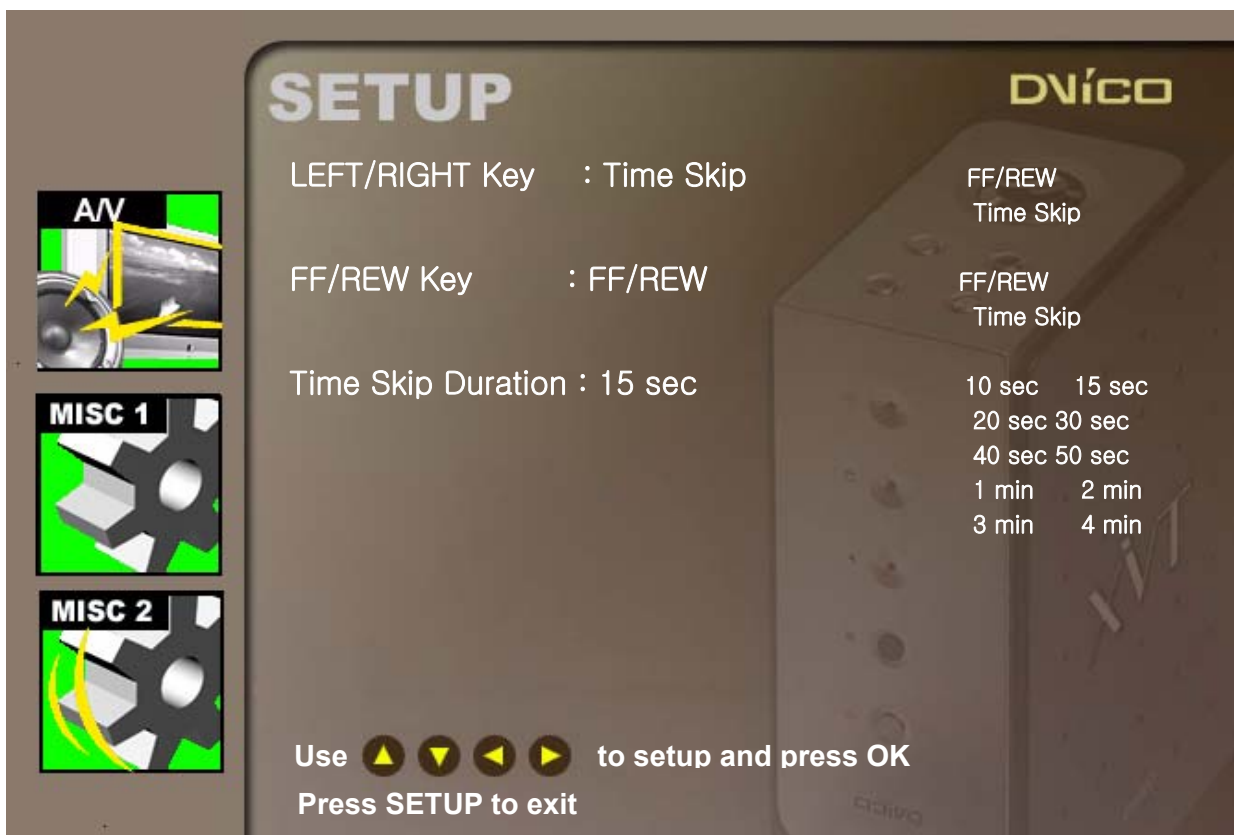 SETUP
DViCO
A/V
LEFT/RIGHT Key : Time Skip
FF/REW
Time Skip
FF/REW Key : FF/REW
FF/REW
Time Skip
MISC 1
Time Skip Duration : 15 sec
10 sec 15 sec
20 sec 30 sec
40 sec 50 sec
1 min 2 min
3 min 4 min
MISC 2
Use to setup and press OK
Press SETUP to exit